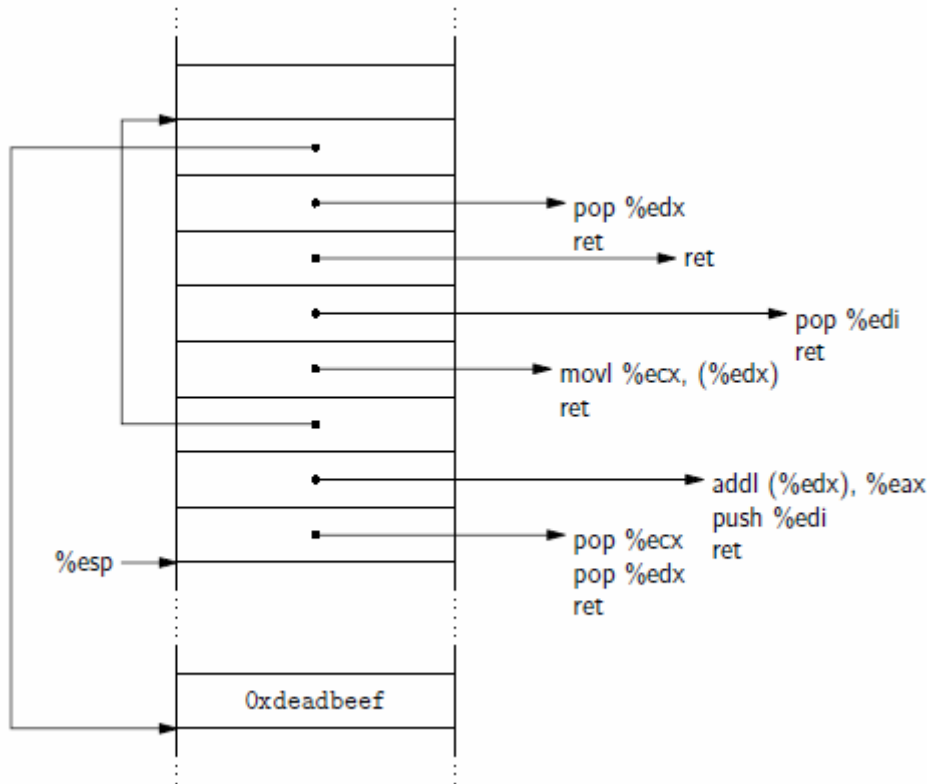 pop %edx
ret
ret
pop %edi
ret
movl %ecx, (%edx)
ret
addl (%edx), %eax
push %edi
ret
%esp
pop %ecx
pop %edx
ret
0xdeadbeef